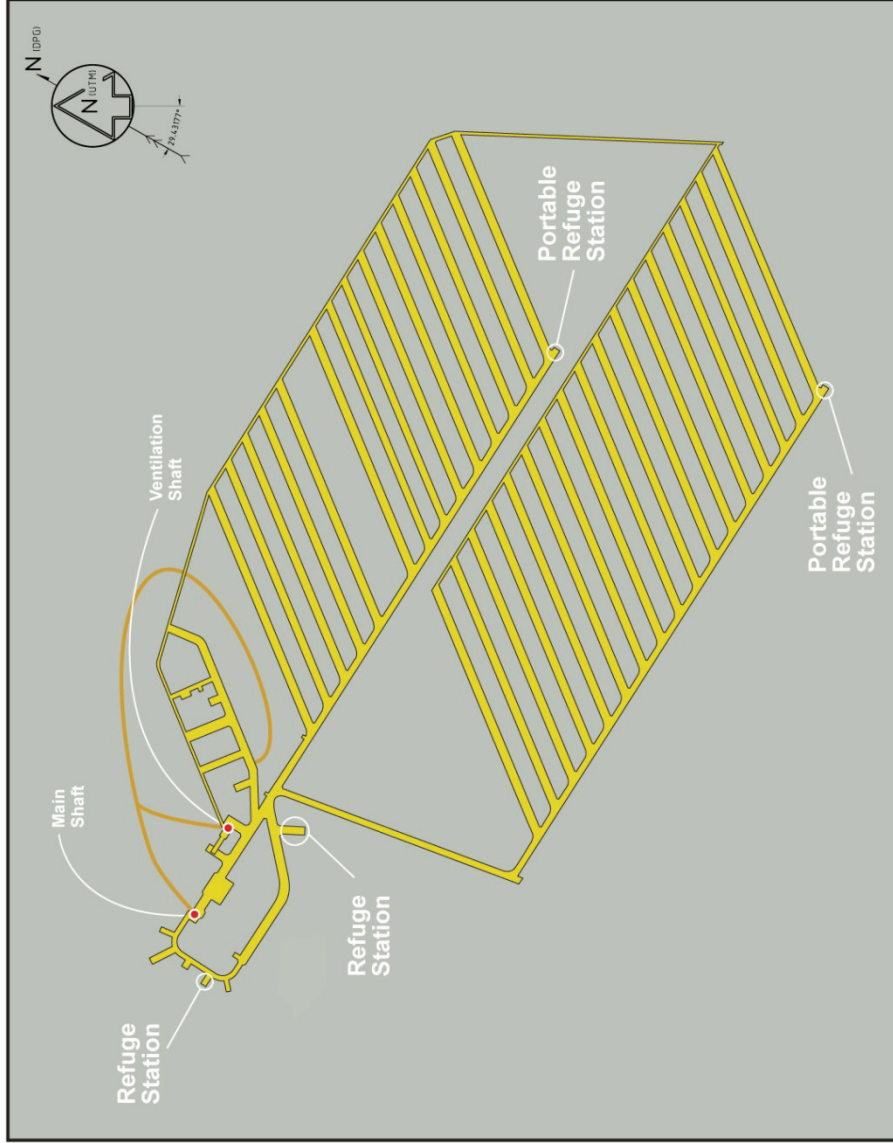 N (DPG)
N (UTM)
29.43177°
Ventilation
Shaft
Main
Shaft
Portable
Refuge
Station
Portable
Refuge
Station
Refuge
Station
Refuge
Station